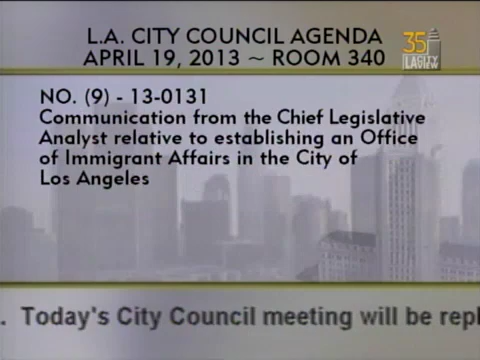 L.A. CITY COUNCIL AGENDA
APRIL 19, 2013 ~ ROOM 340
35
LA CITY
VIEW
NO. (9) - 13-0131
Communication from the Chief Legislative
Analyst relative to establishing an Office
of Immigrant Affairs in the City of
Los Angeles
. Today's City Council meeting will be repl